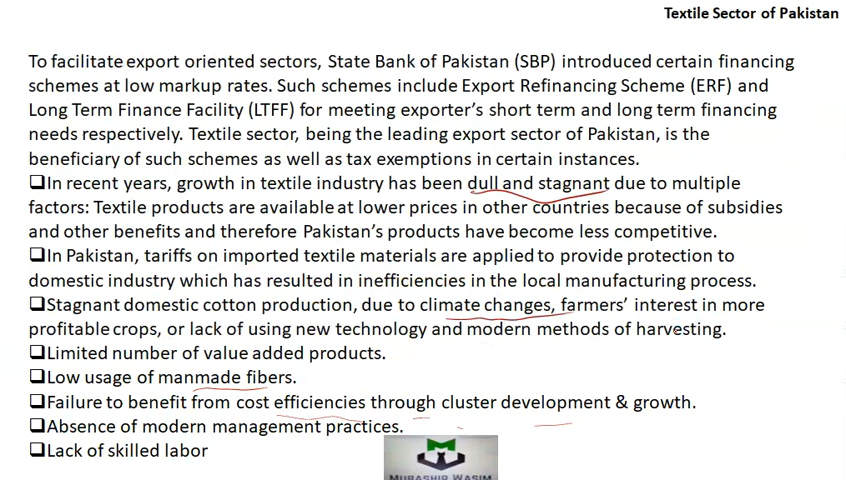 Textile Sector of Pakistan
To facilitate export oriented sectors, State Bank of Pakistan (SBP) introduced certain financing
schemes at low markup rates. Such schemes include Export Refinancing Scheme (ERF) and
Long Term Finance Facility (LTFF) for meeting exporter's short term and long term financing
needs respectively. Textile sector, being the leading export sector of Pakistan, is the
beneficiary of such schemes as well as tax exemptions in certain instances.
❑In recent years, growth in textile industry has been dull and stagnant due to multiple
factors: Textile products are available at lower prices in other countries because of subsidies
and other benefits and therefore Pakistan's products have become less competitive.
❑In Pakistan, tariffs on imported textile materials are applied to provide protection to
domestic industry which has resulted in inefficiencies in the local manufacturing process.
❑Stagnant domestic cotton production, due to climate changes, farmers' interest in more
profitable crops, or lack of using new technology and modern methods of harvesting.
❑Limited number of value added products.
❑Low usage of manmade fibers.
❑Failure to benefit from cost efficiencies through cluster development & growth.
❑Absence of modern management practices.
❑Lack of skilled labor
MUBASHIR WASIM